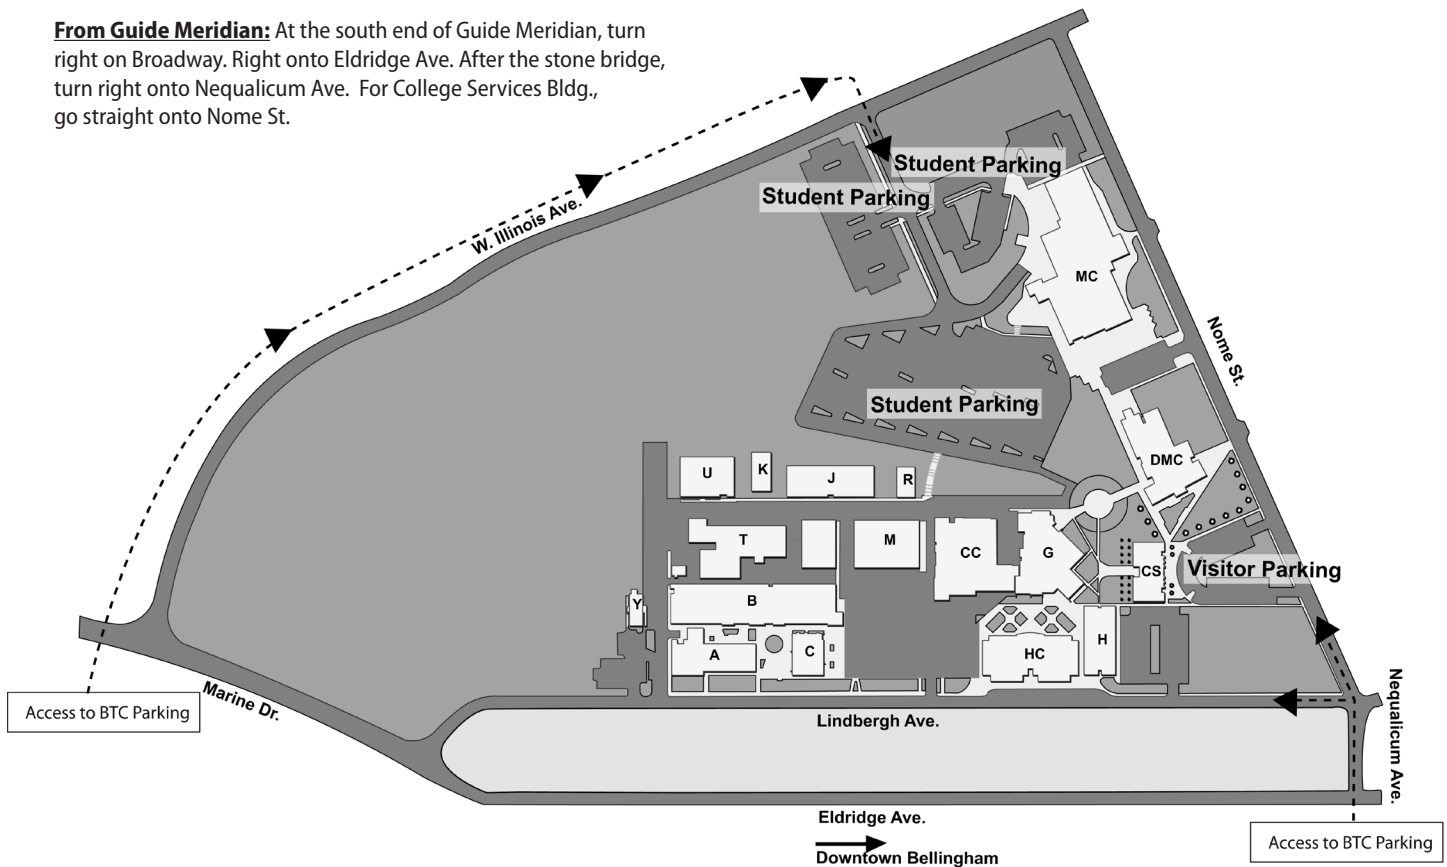 From Guide Meridian: At the south end of Guide Meridian, turn
right on Broadway. Right onto Eldridge Ave. After the stone bridge,
turn right onto Nequalicum Ave. For College Services Bldg.,
go straight onto Nome St.
Student Parking
Student Parking
W. Illinois Ave.
MC
Nome St.
Student Parking
DMC
U
K
J
R
T
M
CC
G
CS
Visitor Parking
Y
B
A
C
HC
H
Marine Dr.
Access to BTC Parking
Lindbergh Ave.
Nequalicum Ave.
Eldridge Ave.
Downtown Bellingham
Access to BTC Parking